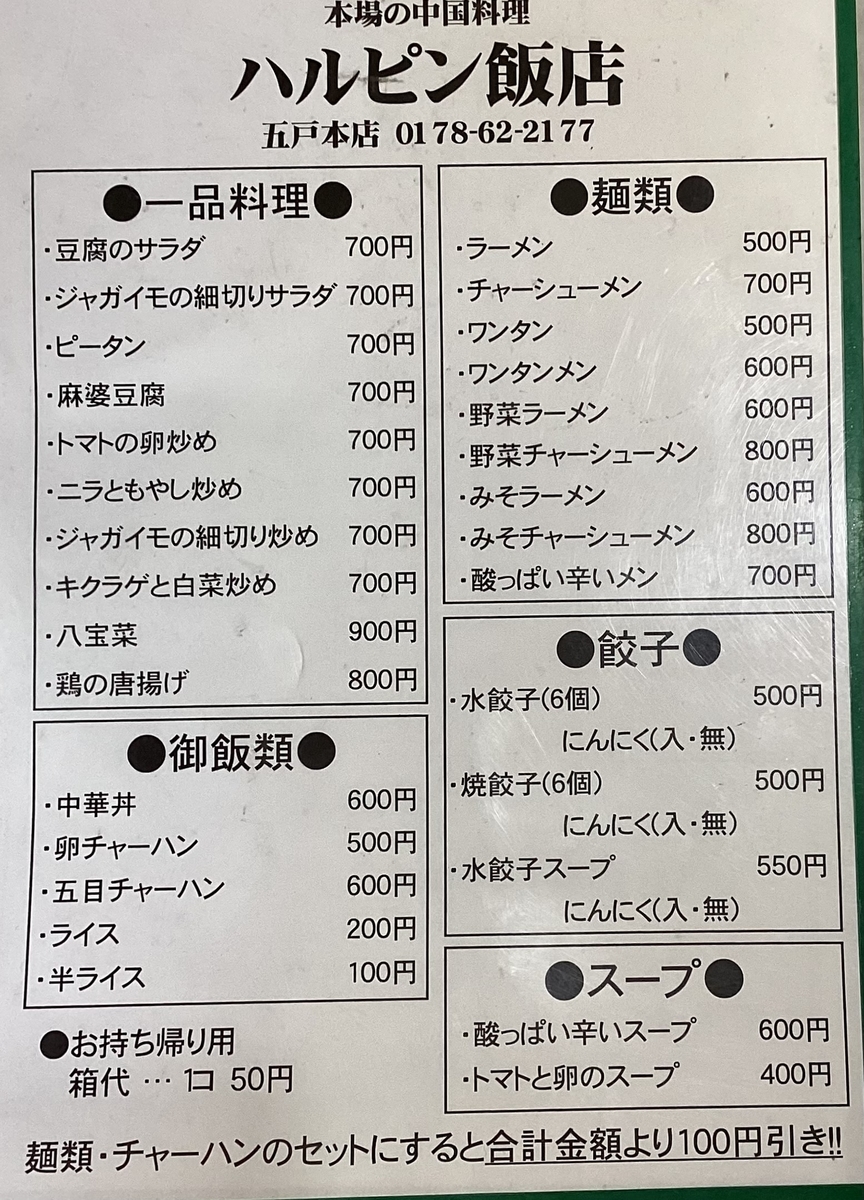 本場の中国料理
ハルピン飯店
五戸本店 0178-62-2177
●一品料理●
・豆腐のサラダ 700円
・ジャガイモの細切りサラダ 700円
・ピータン 700円
・麻婆豆腐 700円
・トマトの卵炒め 700円
・ニラともやし炒め 700円
・ジャガイモの細切り炒め 700円
・キクラゲと白菜炒め 700円
・八宝菜 900円
・鶏の唐揚げ 800円
●御飯類●
・中華丼 600円
・卵チャーハン 500円
・五目チャーハン 600円
・ライス 200円
・半ライス 100円
●お持ち帰り用
箱代 … 1コ 50円
●麺類●
・ラーメン 500円
・チャーシューメン 700円
・ワンタン 500円
・ワンタンメン 600円
・野菜ラーメン 600円
・野菜チャーシューメン 800円
・みそラーメン 600円
・みそチャーシューメン 800円
・酸っぱい辛いメン 700円
●餃子●
・水餃子(6個) 500円
にんにく(入・無)
・焼餃子(6個) 500円
にんにく(入・無)
・水餃子スープ 550円
にんにく(入・無)
●スープ●
・酸っぱい辛いスープ 600円
・トマトと卵のスープ 400円
麺類・チャーハンのセットにすると合計金額より100円引き!!